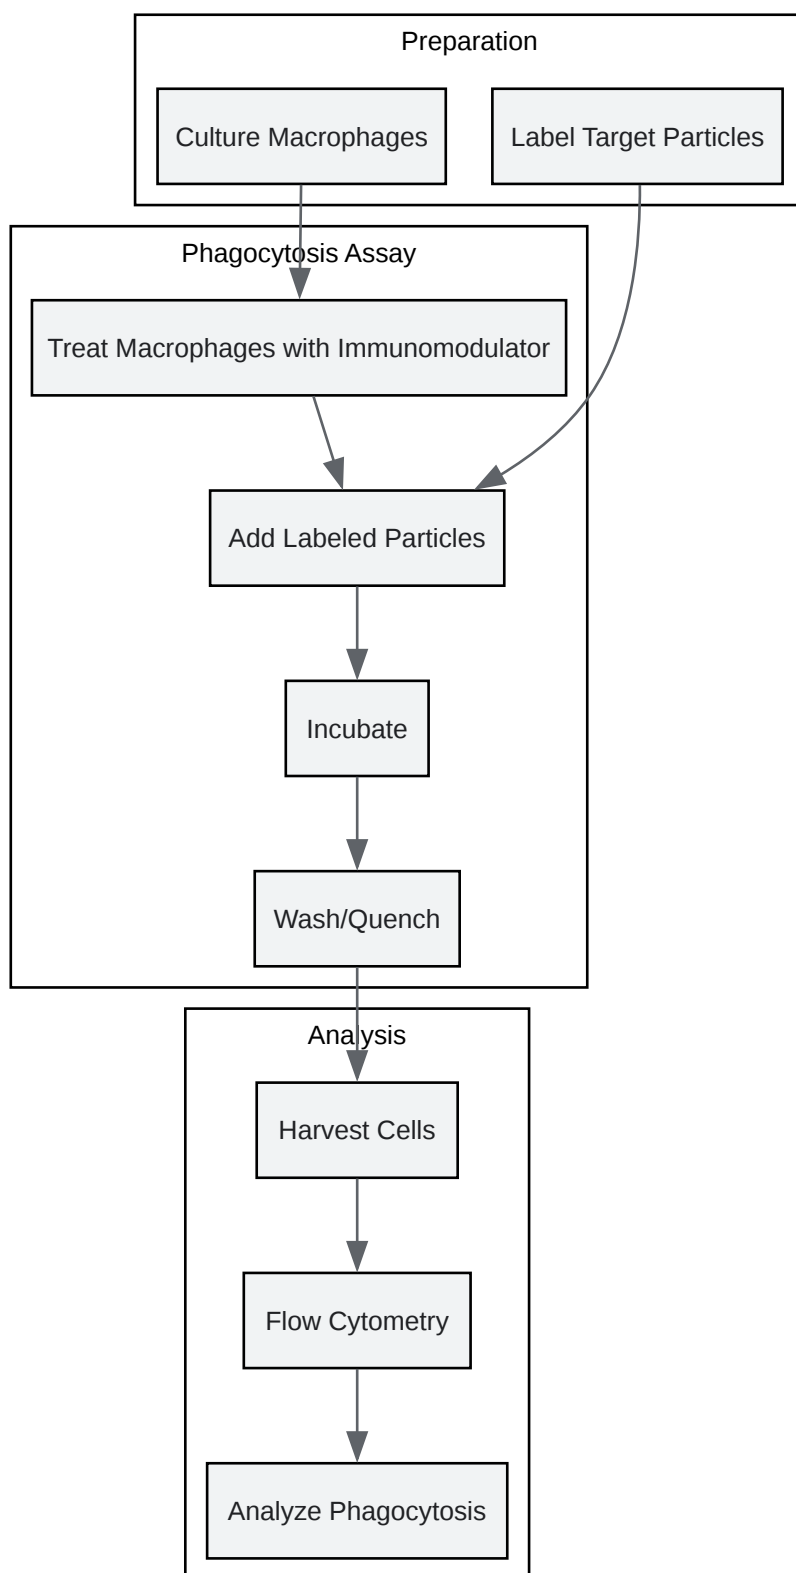 Preparation
Culture Macrophages
Label Target Particles
Phagocytosis Assay
Treat Macrophages with Immunomodulator
Add Labeled Particles
Incubate
Wash/Quench
Analysis
Harvest Cells
Flow Cytometry
Analyze Phagocytosis